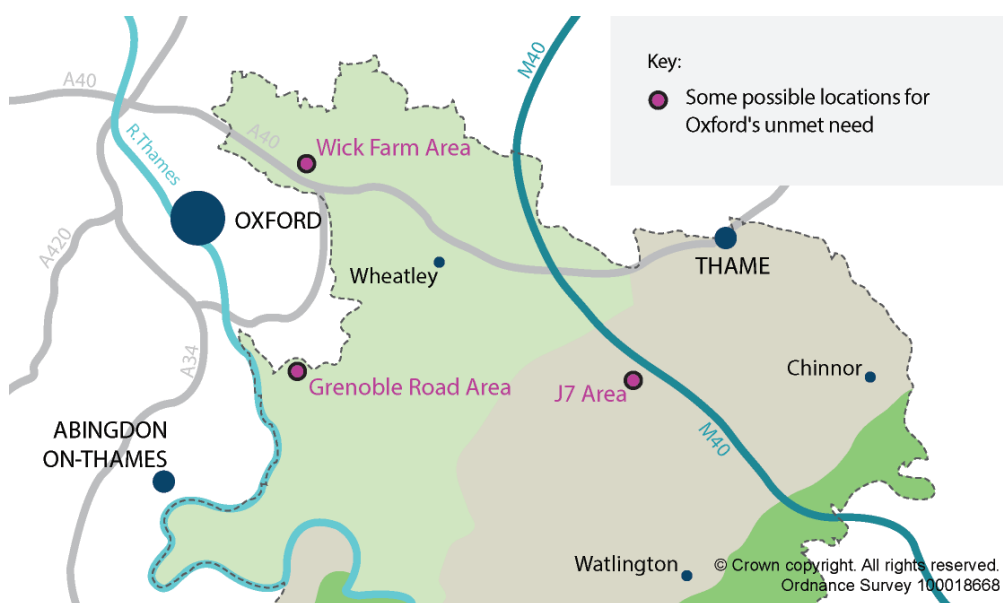 Key:
Some possible locations for
Oxford's unmet need
M40
A40
R.Thames
A40
Wick Farm Area
OXFORD
A420
Wheatley
THAME
A34
Grenoble Road Area
J7 Area
Chinnor
M40
ABINGDON
ON-THAMES
Watlington
© Crown copyright. All rights reserved.
Ordnance Survey 100018668